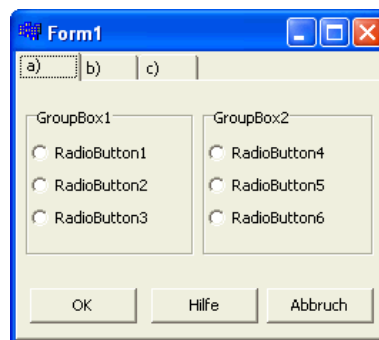 Form1
a) b) c)
GroupBox1 GroupBox2
RadioButton1 RadioButton4
RadioButton2 RadioButton5
RadioButton3 RadioButton6
OK Hilfe Abbruch